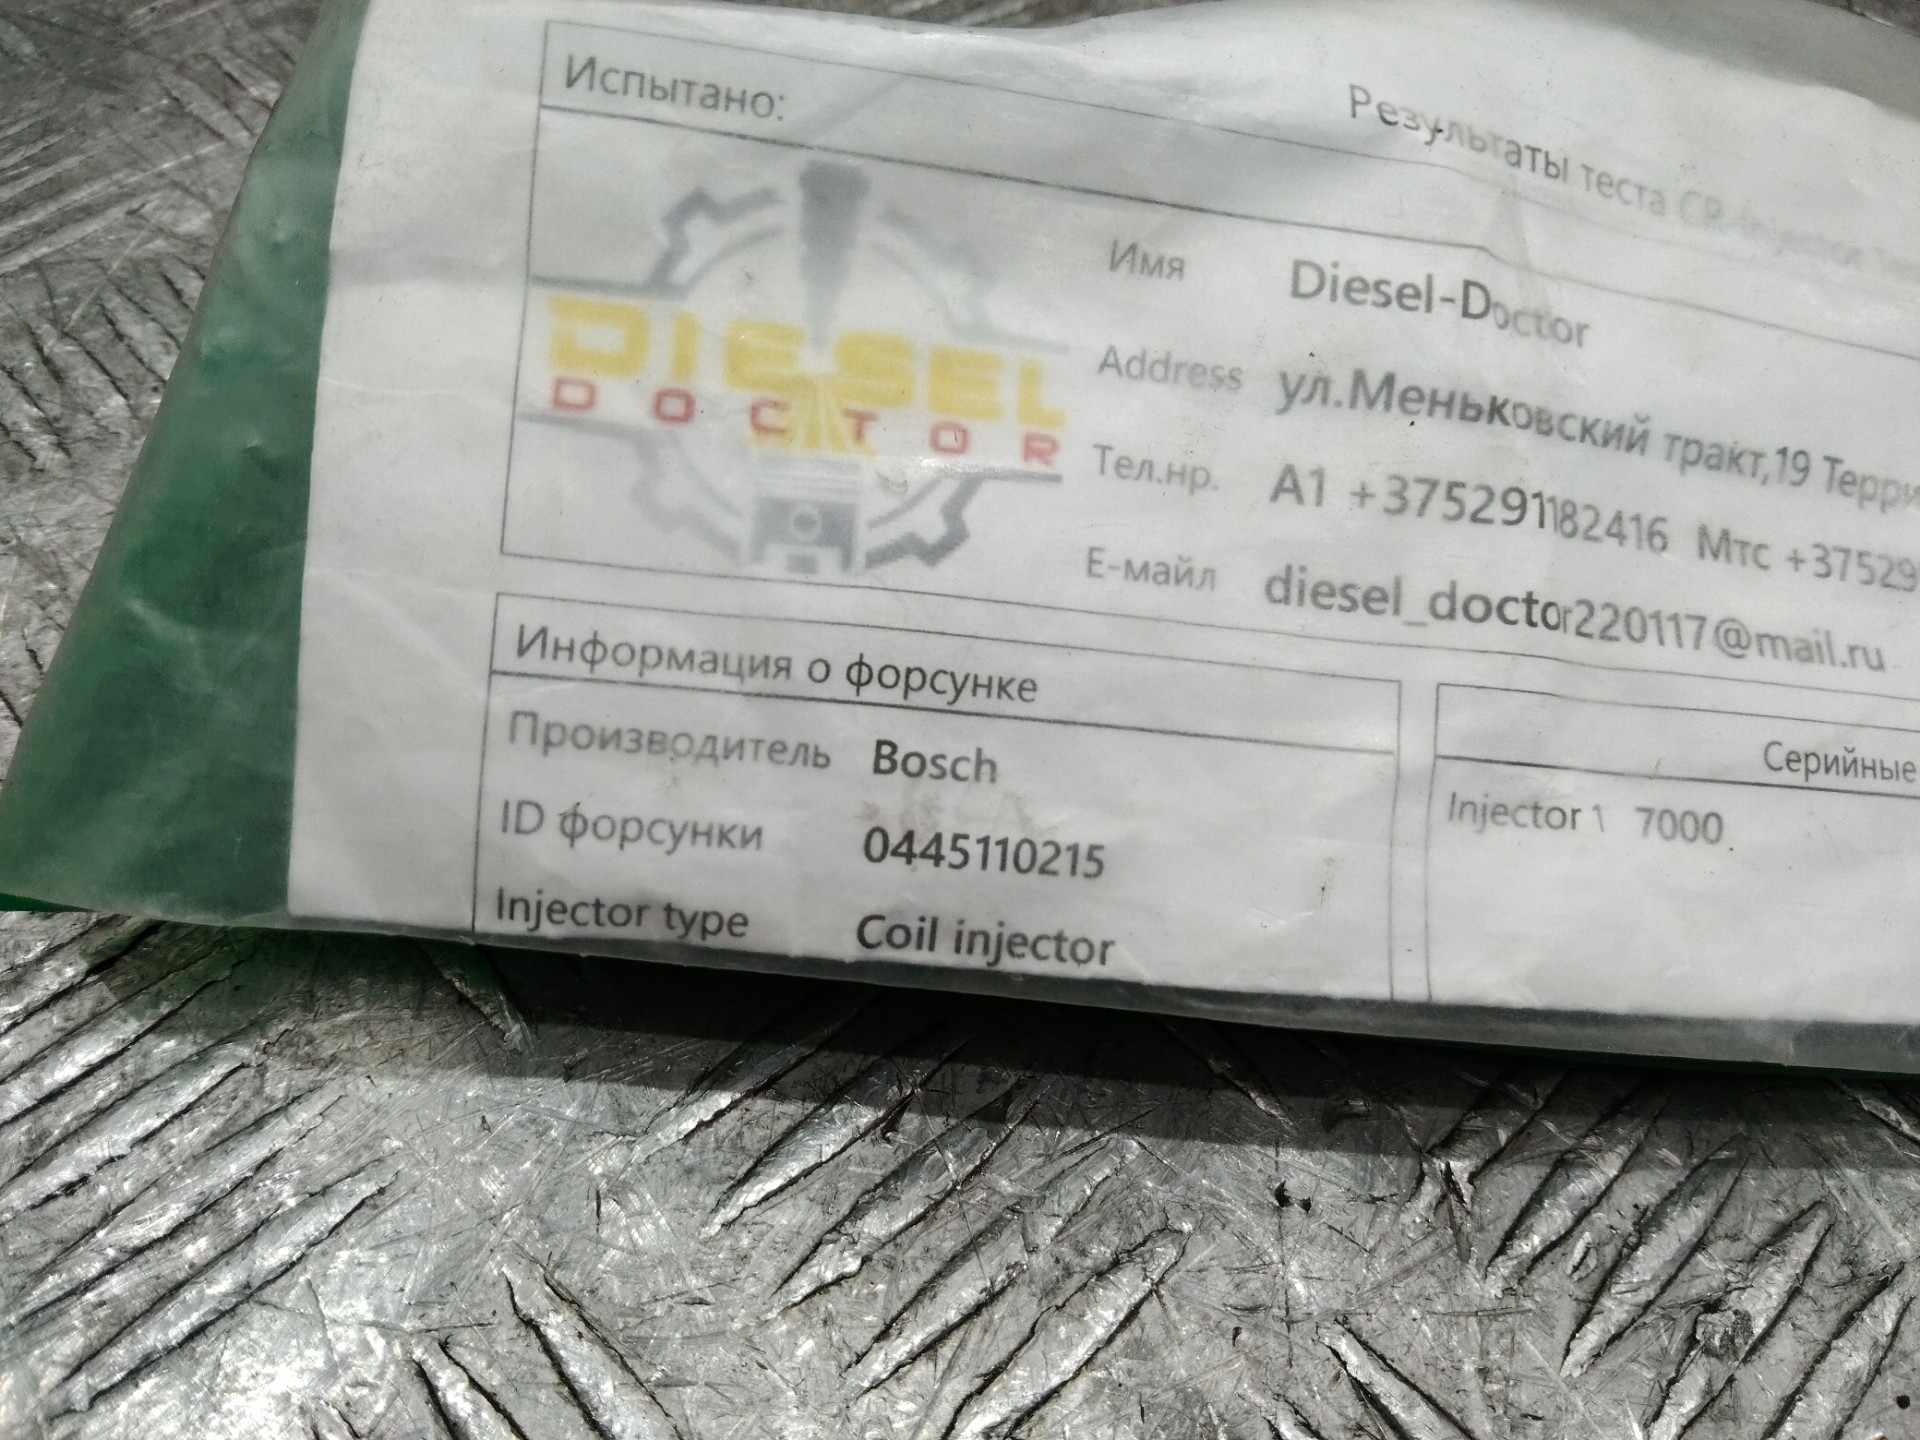 Испытано:
Результаты теста CR-Injector
DIESEL
DOCTOR
Имя Diesel-Doctor
Address ул.Меньковский тракт,19 Терри
Тел.нр. A1 +375291182416 Мтс +37529
Е-майл diesel_doctor220117@mail.ru
Информация о форсунке
Производитель Bosch
ID форсунки 0445110215
Injector type Coil injector
Серийные
Injector 1 7000